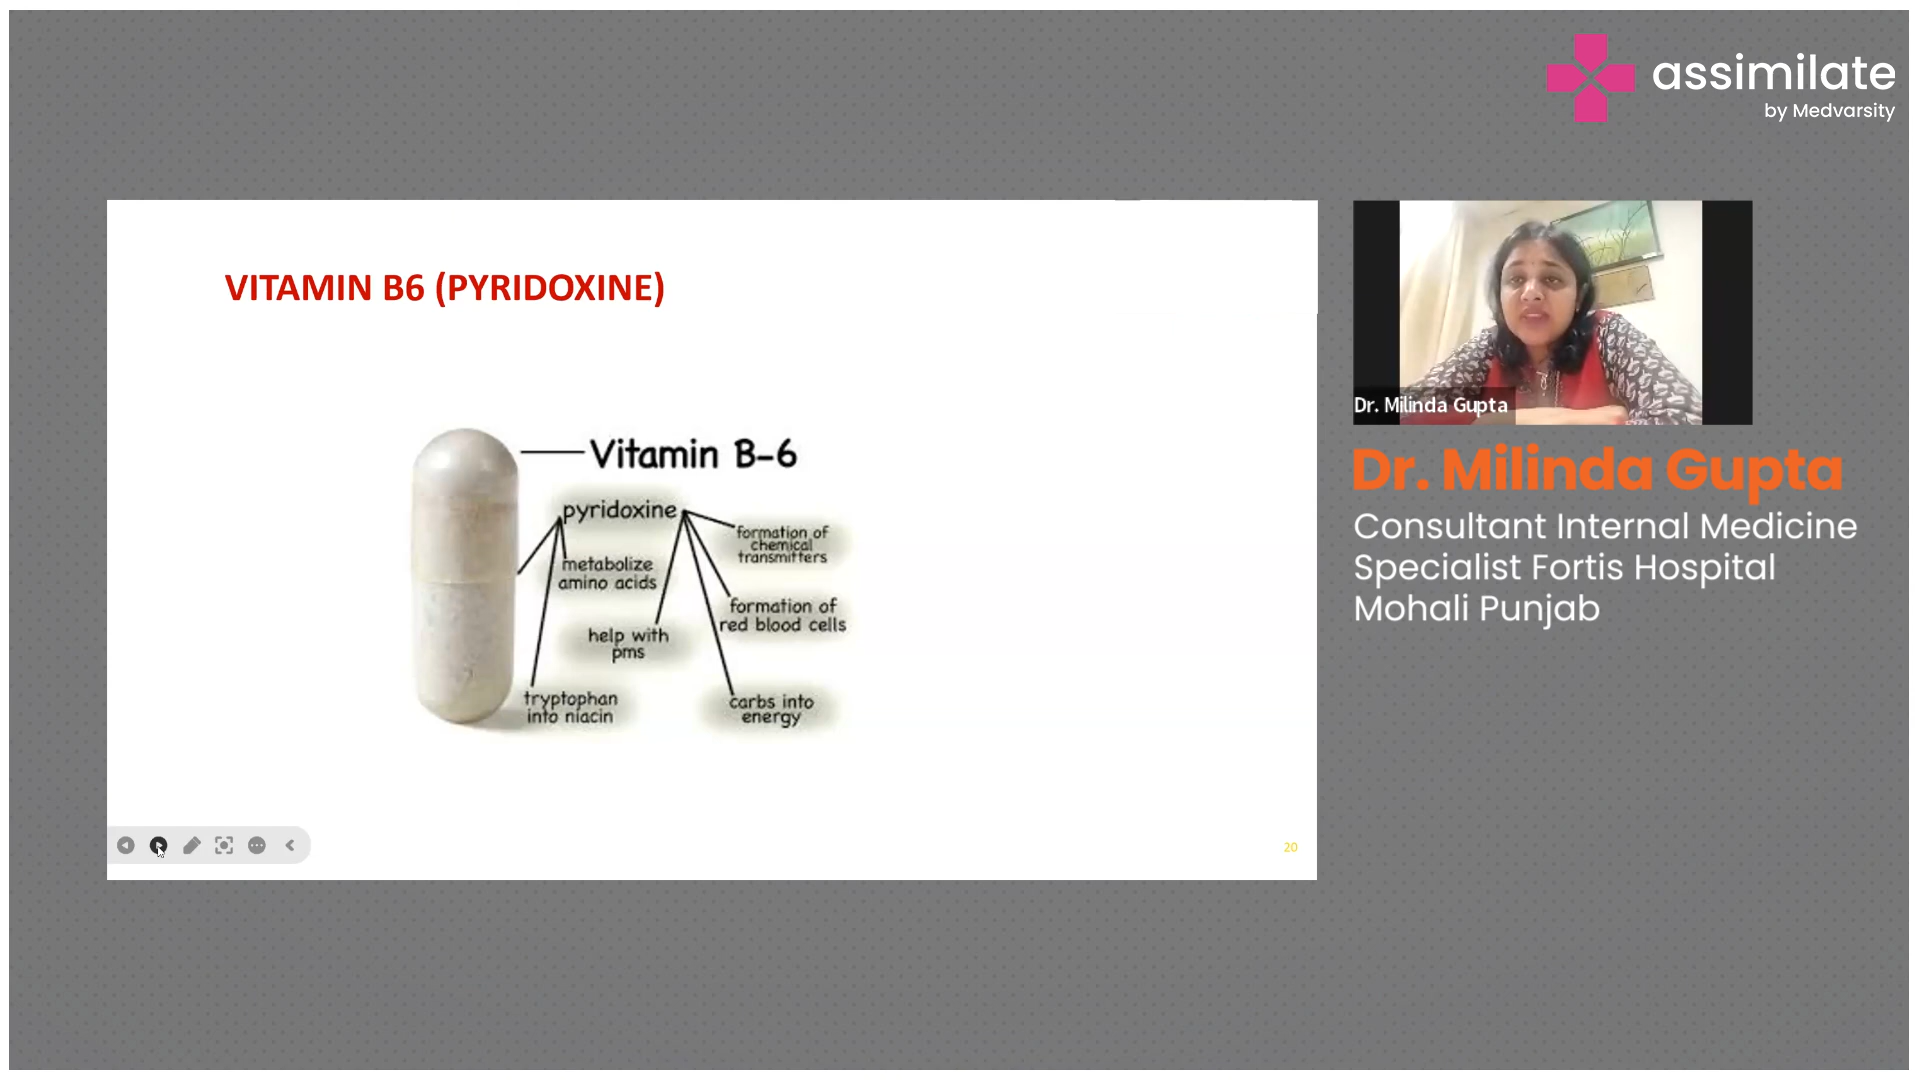 assimilate
by Medvarsity
VITAMIN B6 (PYRIDOXINE)
Vitamin B-6
pyridoxine
metabolize
amino acids
help with
pms
tryptophan
into niacin
formation of
chemical
transmitters
formation of
red blood cells
carbs into
energy
20
Dr. Milinda Gupta
Dr. Milinda Gupta
Consultant Internal Medicine
Specialist Fortis Hospital
Mohali Punjab